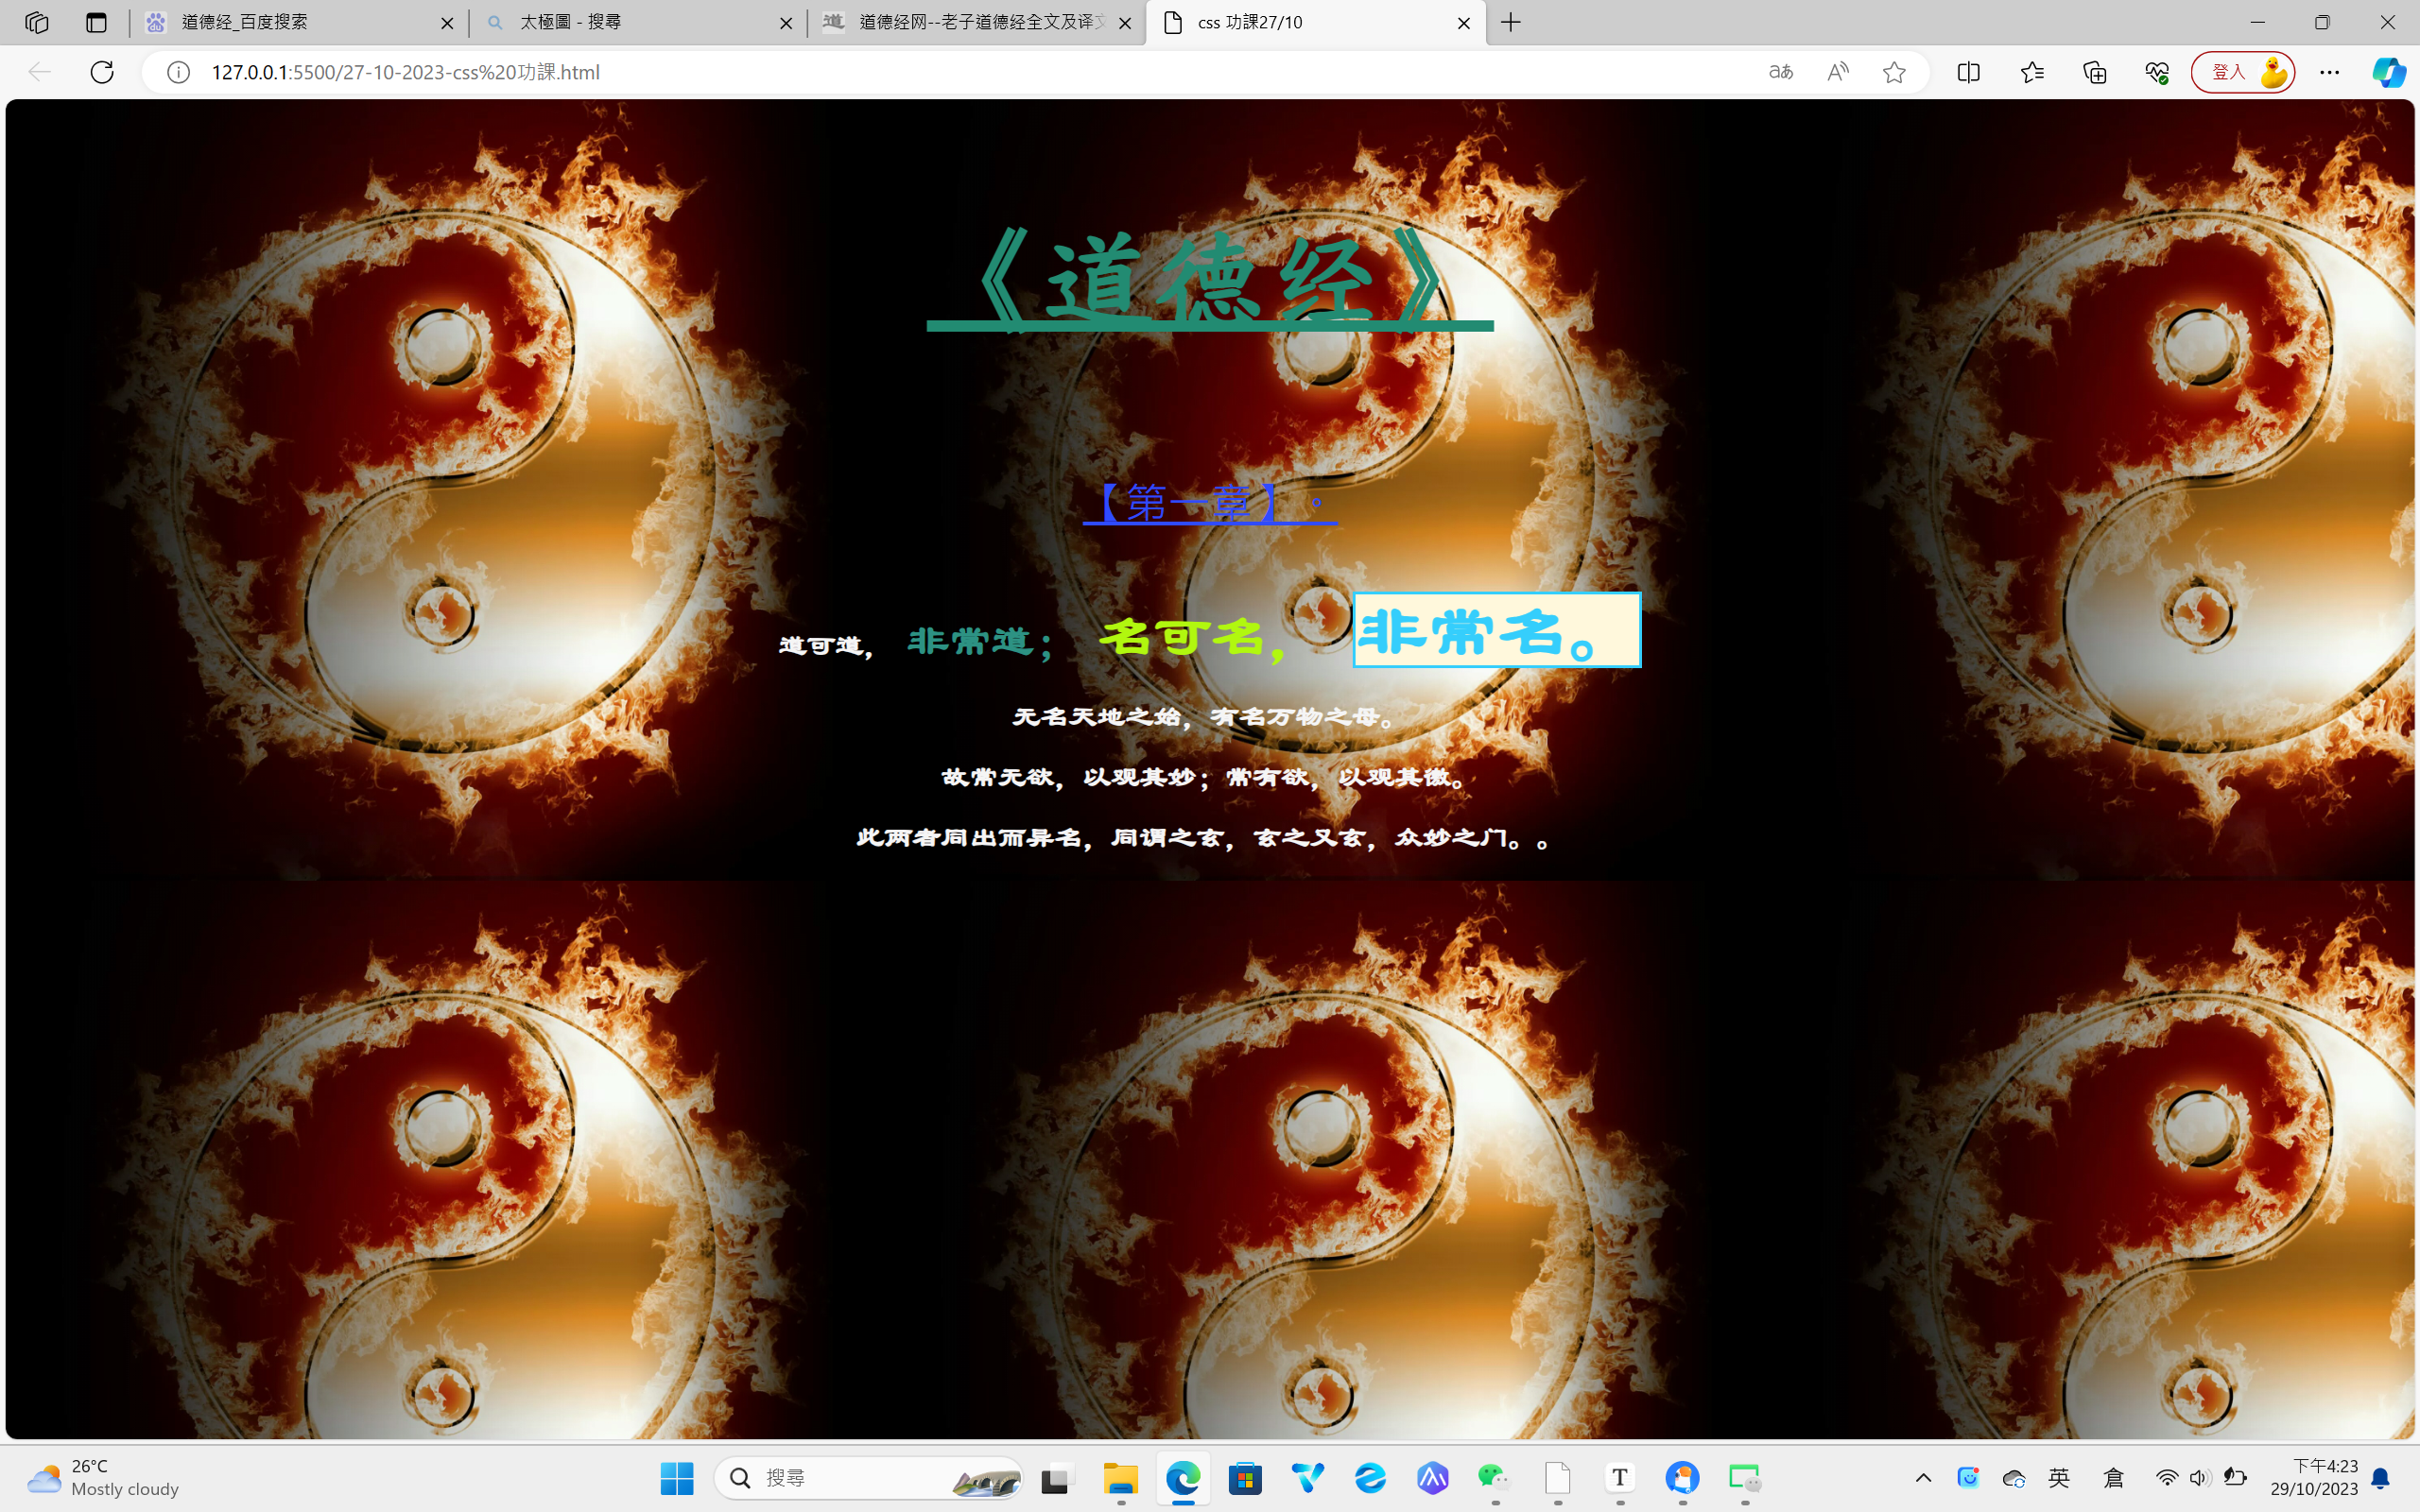 道德经_百度搜索
太極圖 - 搜尋
道德经网--老子道德经全文及译文
css 功課27/10
127.0.0.1:5500/27-10-2023-css%20功課.html
aあ
A
登入
《道德经》
【第一章】。
道可道， 非常道； 名可名， 非常名。
无名天地之始，有名万物之母。
故常无欲，以观其妙；常有欲，以观其徼。
此两者同出而异名，同谓之玄，玄之又玄，众妙之门。。
26°C
Mostly cloudy
搜尋
T
英
倉
下午4:23
29/10/2023